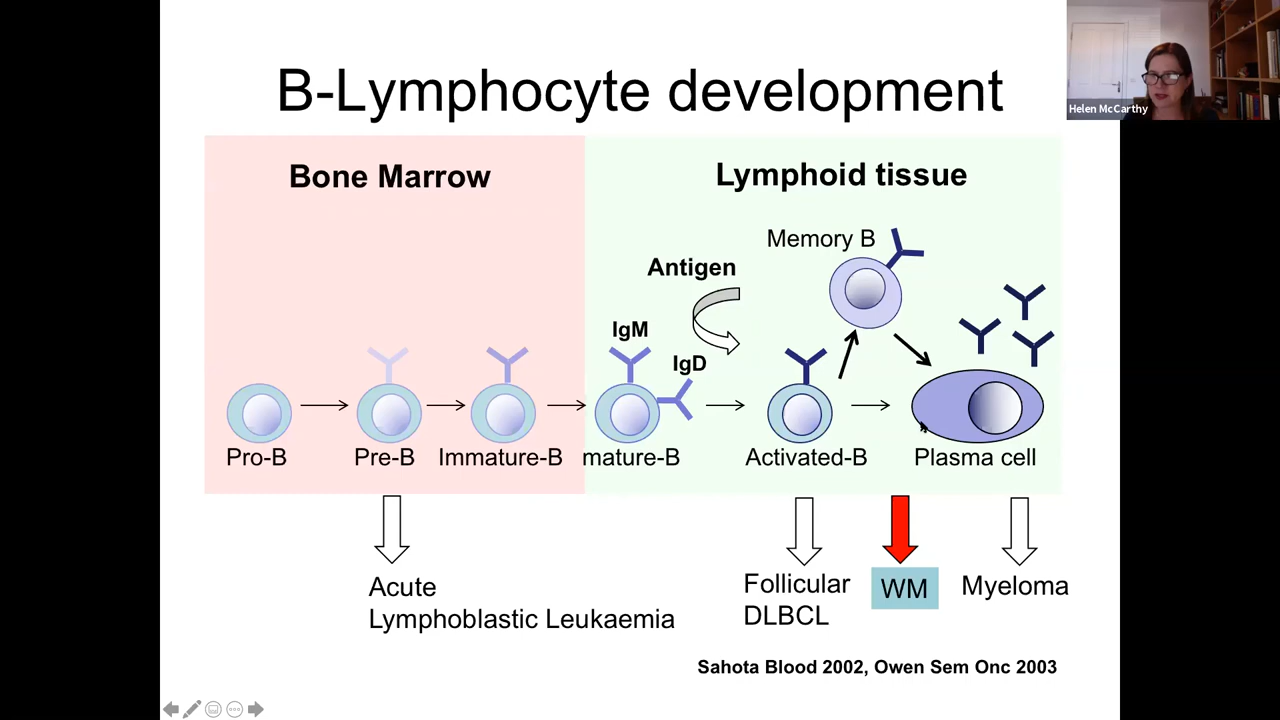 B-Lymphocyte development
Helen McCarthy
Bone Marrow
Lymphoid tissue
Memory B
Antigen
IgM
IgD
Pro-B
Pre-B
Immature-B
mature-B
Activated-B
Plasma cell
Acute
Lymphoblastic Leukaemia
Follicular
DLBCL
WM
Myeloma
Sahota Blood 2002, Owen Sem Onc 2003